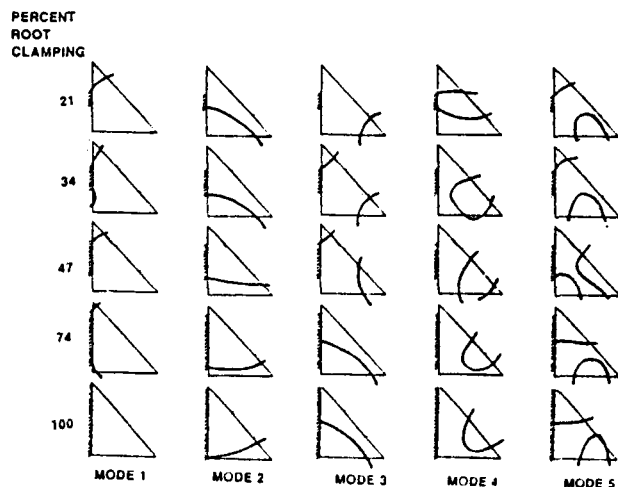 PERCENT
ROOT
CLAMPING
21
34
47
74
100
MODE 1 MODE 2 MODE 3 MODE 4 MODE 5